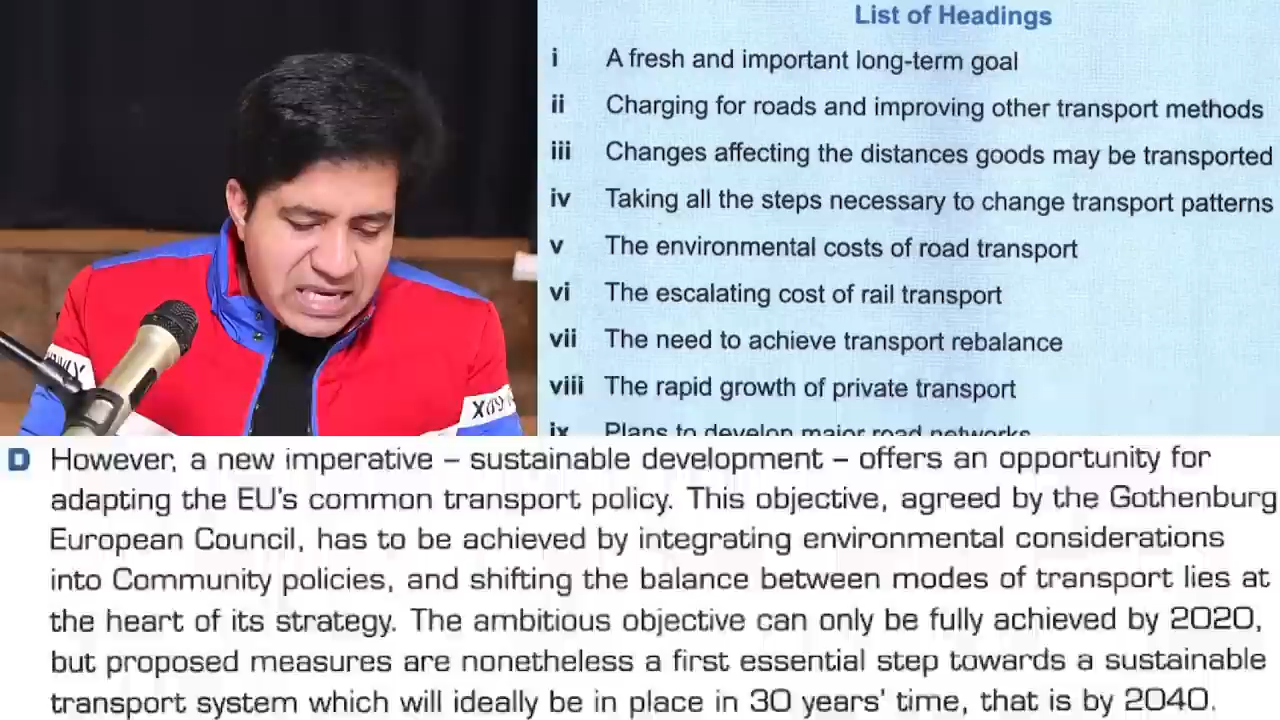 List of Headings
i A fresh and important long-term goal
ii Charging for roads and improving other transport methods
iii Changes affecting the distances goods may be transported
iv Taking all the steps necessary to change transport patterns
v The environmental costs of road transport
vi The escalating cost of rail transport
vii The need to achieve transport rebalance
viii The rapid growth of private transport
ix Plans to develop major road networks
D However, a new imperative – sustainable development – offers an opportunity for
adapting the EU's common transport policy. This objective, agreed by the Gothenburg
European Council, has to be achieved by integrating environmental considerations
into Community policies, and shifting the balance between modes of transport lies at
the heart of its strategy. The ambitious objective can only be fully achieved by 2020,
but proposed measures are nonetheless a first essential step towards a sustainable
transport system which will ideally be in place in 30 years' time, that is by 2040.